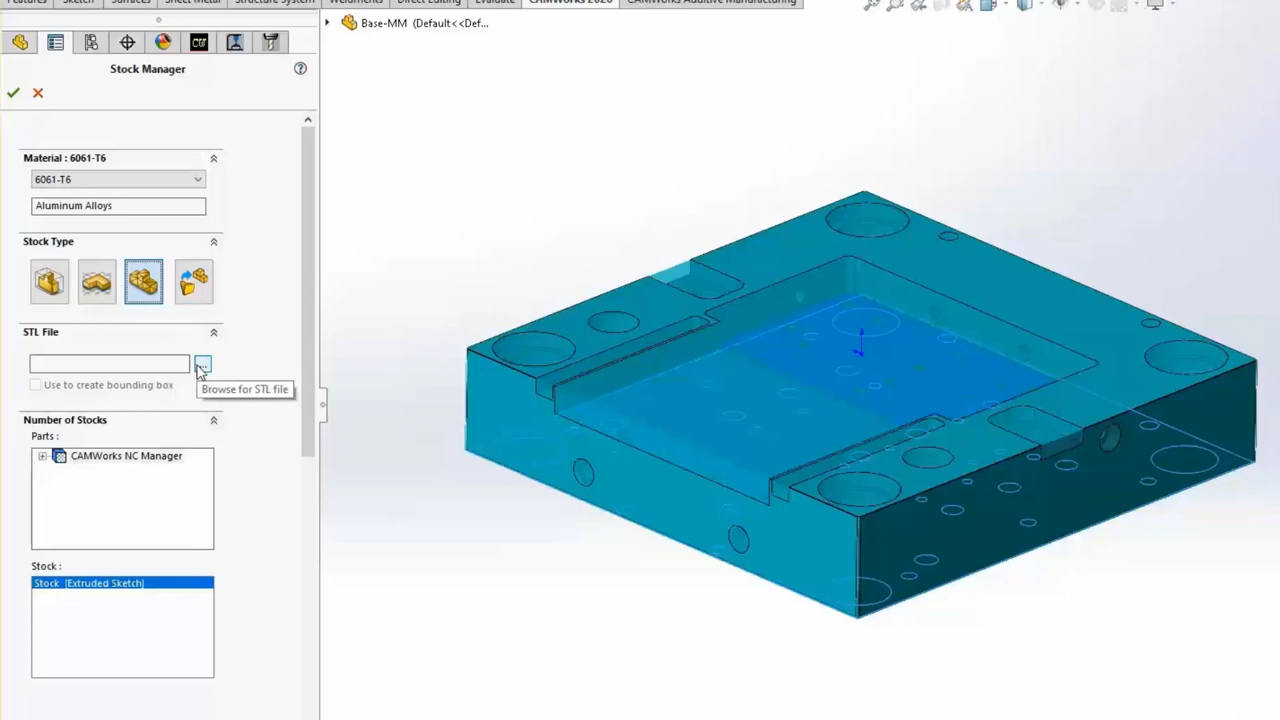 Features Sketch Surfaces Sheet Metal Structure System Weldments Direct Editing Evaluate CAMWorks 2020 CAMWorks Additive Manufacturing
Base-MM (Default<<Def...
CW
Stock Manager
?
Material : 6061-T6
6061-T6
Aluminum Alloys
Stock Type
STL File
...
Use to create bounding box
Browse for STL file
Number of Stocks
Parts :
CAMWorks NC Manager
Stock :
Stock [Extruded Sketch]